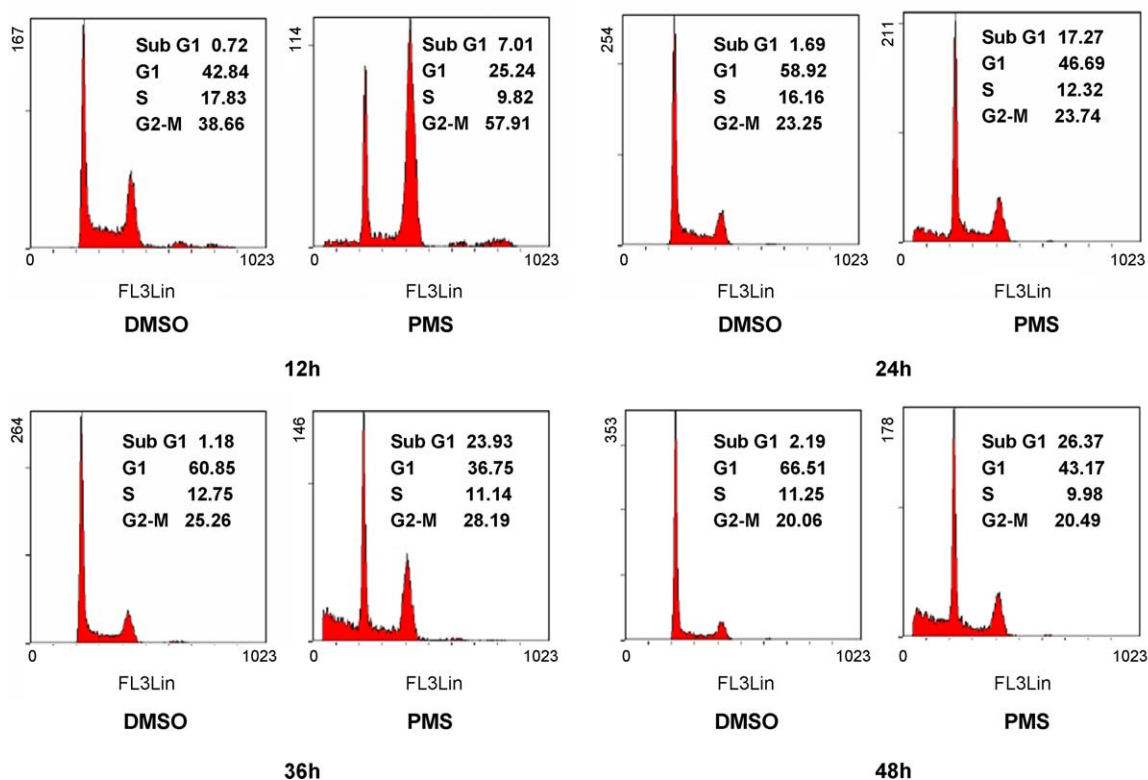 167
Sub G1 0.72
G1 42.84
S 17.83
G2-M 38.66
0 1023
FL3Lin
DMSO
114
Sub G1 7.01
G1 25.24
S 9.82
G2-M 57.91
0 1023
FL3Lin
PMS
12h
254
Sub G1 1.69
G1 58.92
S 16.16
G2-M 23.25
0 1023
FL3Lin
DMSO
211
Sub G1 17.27
G1 46.69
S 12.32
G2-M 23.74
0 1023
FL3Lin
PMS
24h
264
Sub G1 1.18
G1 60.85
S 12.75
G2-M 25.26
0 1023
FL3Lin
DMSO
146
Sub G1 23.93
G1 36.75
S 11.14
G2-M 28.19
0 1023
FL3Lin
PMS
36h
353
Sub G1 2.19
G1 66.51
S 11.25
G2-M 20.06
0 1023
FL3Lin
DMSO
178
Sub G1 26.37
G1 43.17
S 9.98
G2-M 20.49
0 1023
FL3Lin
PMS
48h